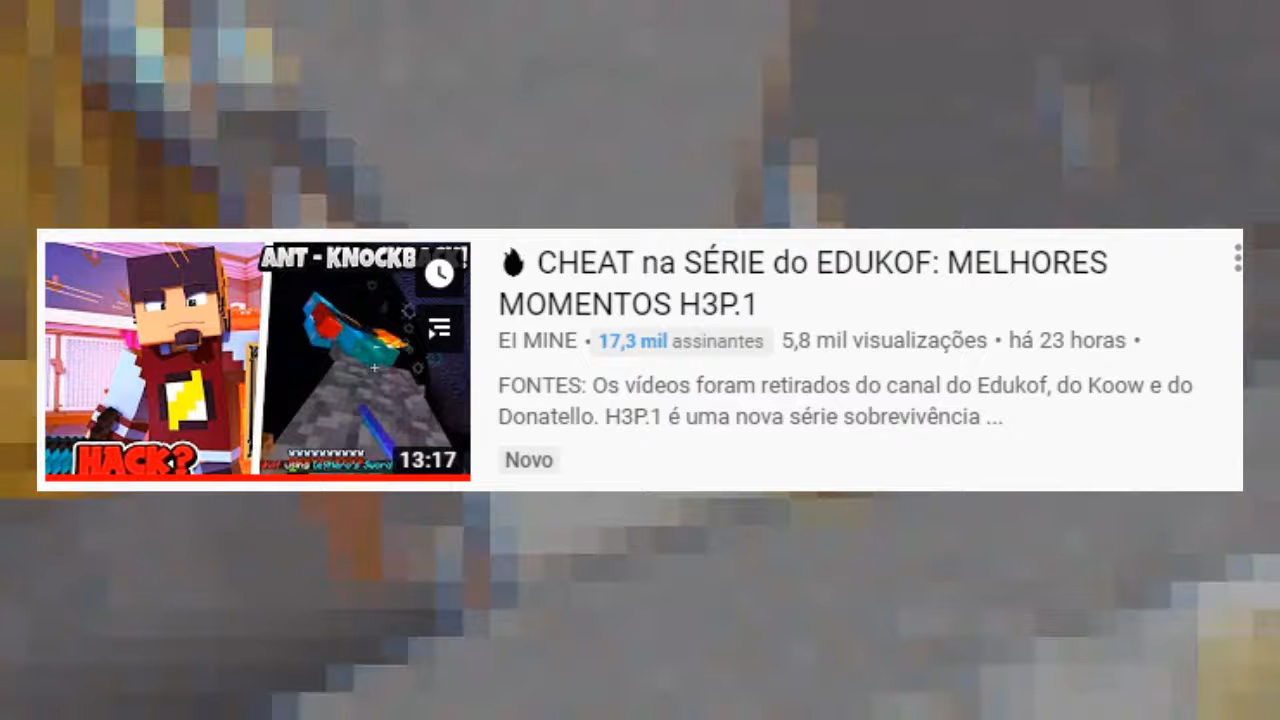 ANT - KNOCKBACK!
HACK?
13:17
🔥 CHEAT na SÉRIE do EDUKOF: MELHORES
MOMENTOS H3P.1
EI MINE • 17,3 mil assinantes 5,8 mil visualizações • há 23 horas •
FONTES: Os vídeos foram retirados do canal do Edukof, do Koow e do
Donatello. H3P.1 é uma nova série sobrevivência ...
Novo